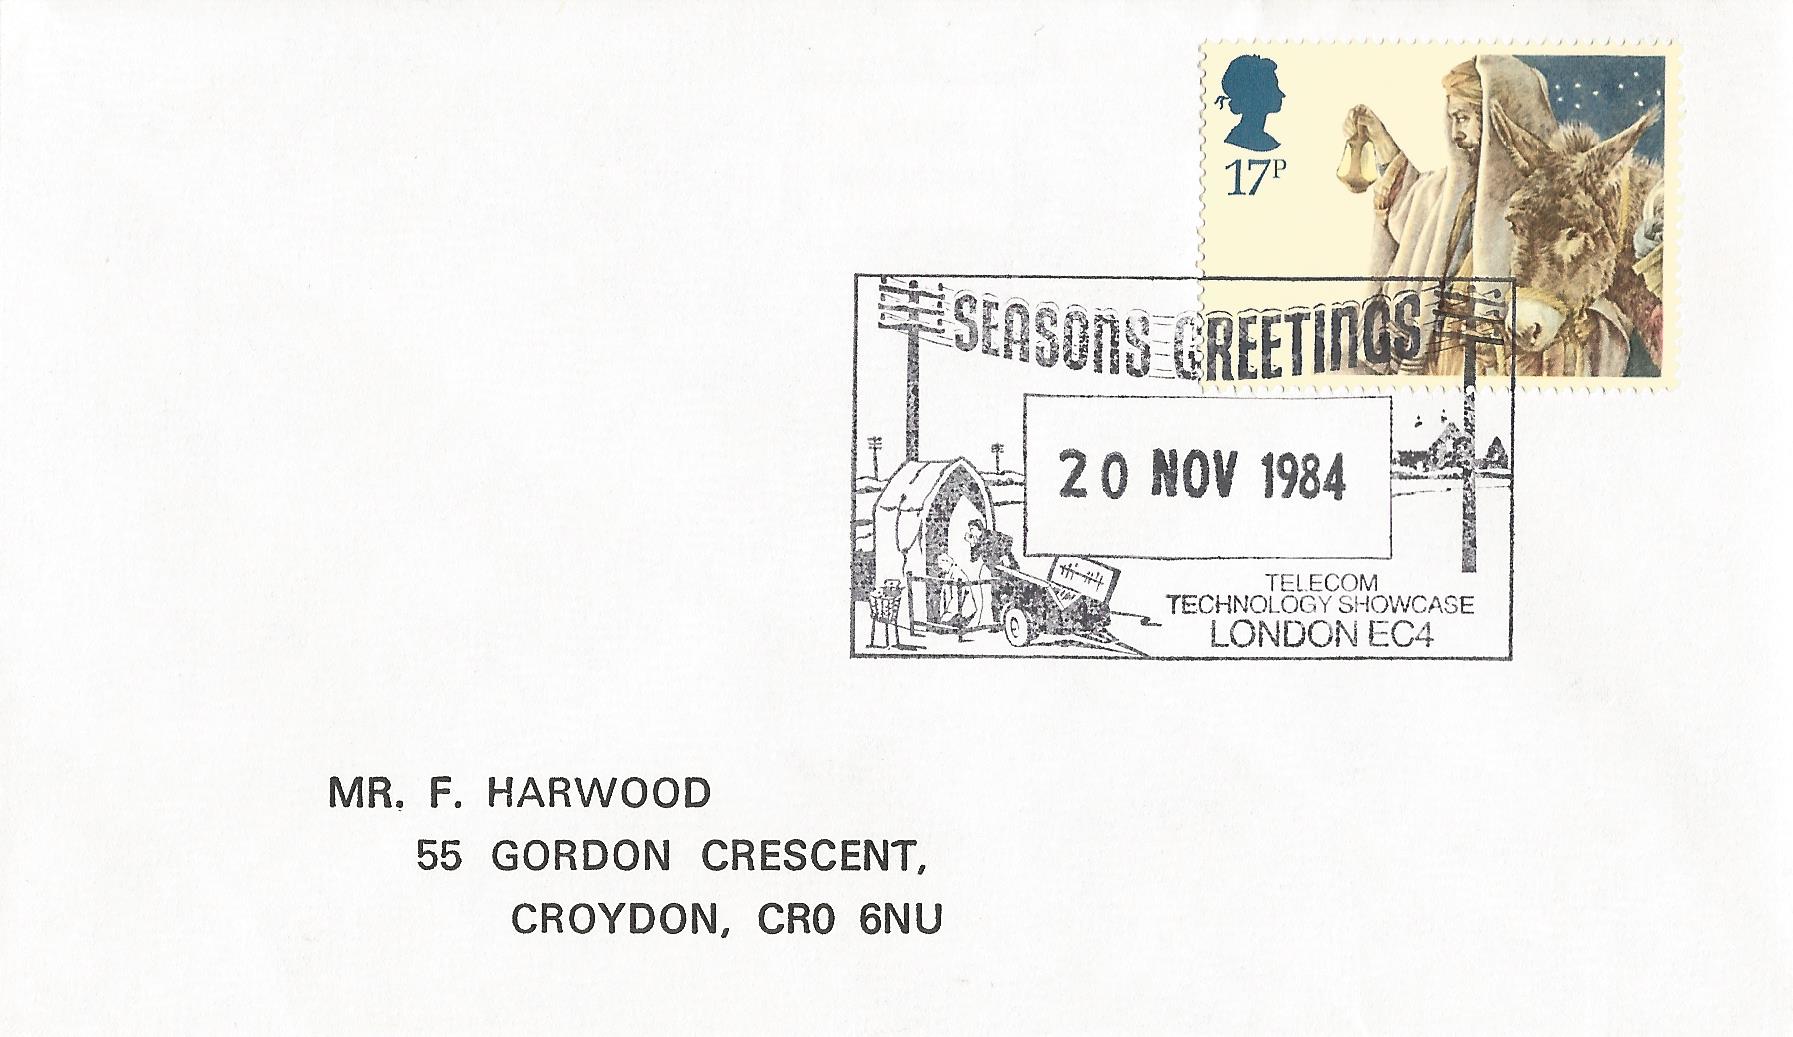 17P
SEASONS GREETINGS
20 NOV 1984
TELECOM
TECHNOLOGY SHOWCASE
LONDON EC4
MR. F. HARWOOD
55 GORDON CRESCENT,
CROYDON, CR0 6NU